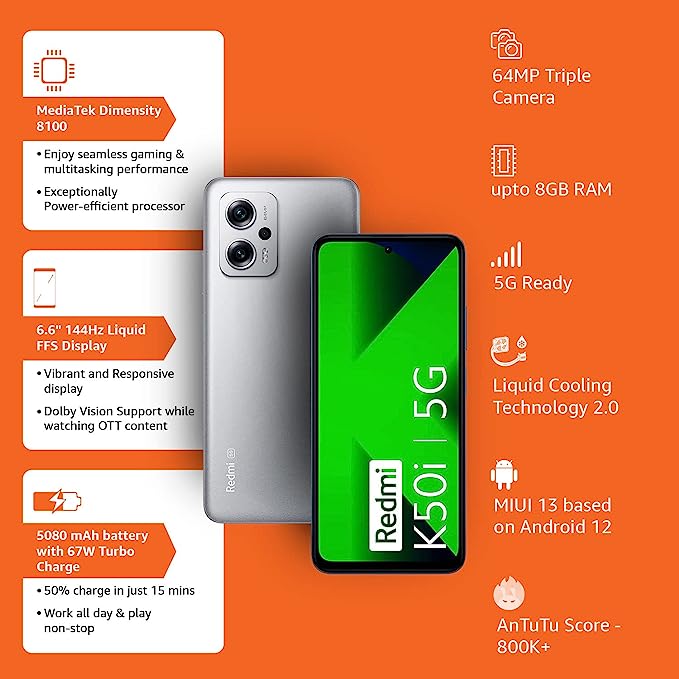 MediaTek Dimensity
8100
• Enjoy seamless gaming &
multitasking performance
• Exceptionally
Power-efficient processor
6.6" 144Hz Liquid
FFS Display
• Vibrant and Responsive
display
• Dolby Vision Support while
watching OTT content
5080 mAh battery
with 67W Turbo
Charge
• 50% charge in just 15 mins
• Work all day & play
non-stop
Redmi 5G
Redmi
K50i | 5G
64MP Triple
Camera
upto 8GB RAM
5G Ready
Liquid Cooling
Technology 2.0
MIUI 13 based
on Android 12
AnTuTu Score -
800K+